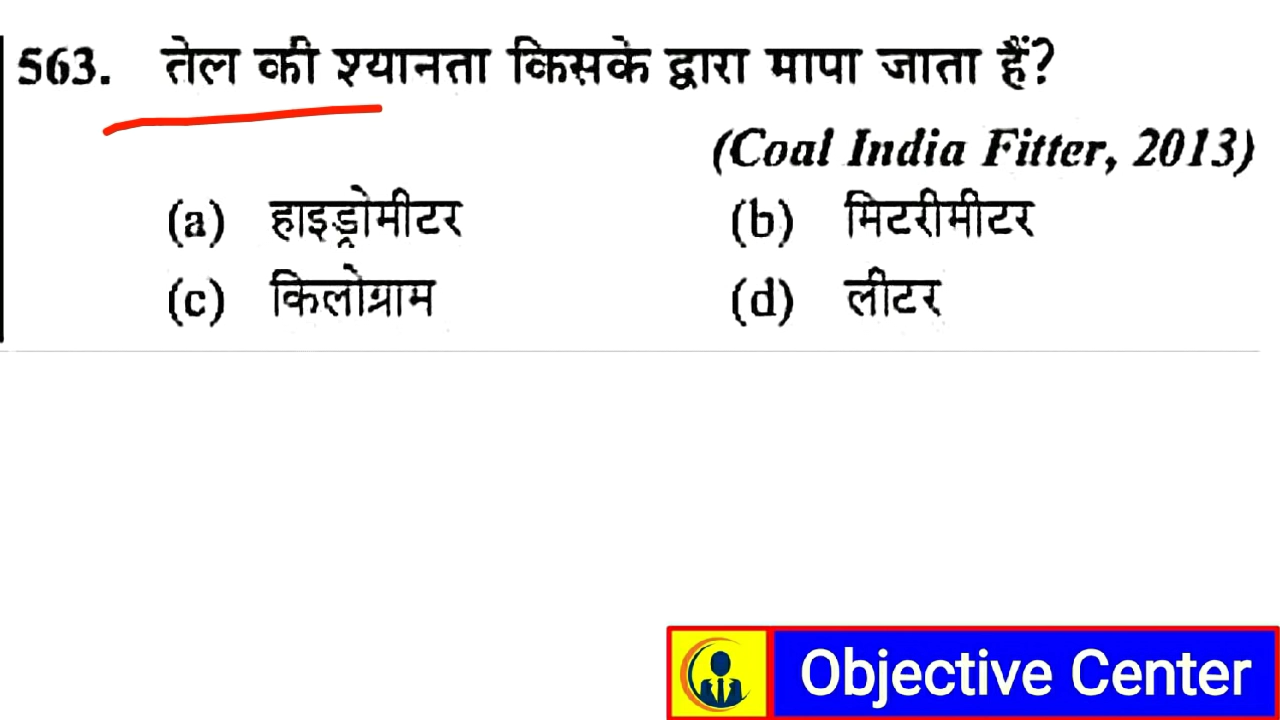 563. तेल की श्यानता किसके द्वारा मापा जाता हैं?
(Coal India Fitter, 2013)
(a) हाइड्रोमीटर (b) मिटरीमीटर
(c) किलोग्राम (d) लीटर
Objective Center